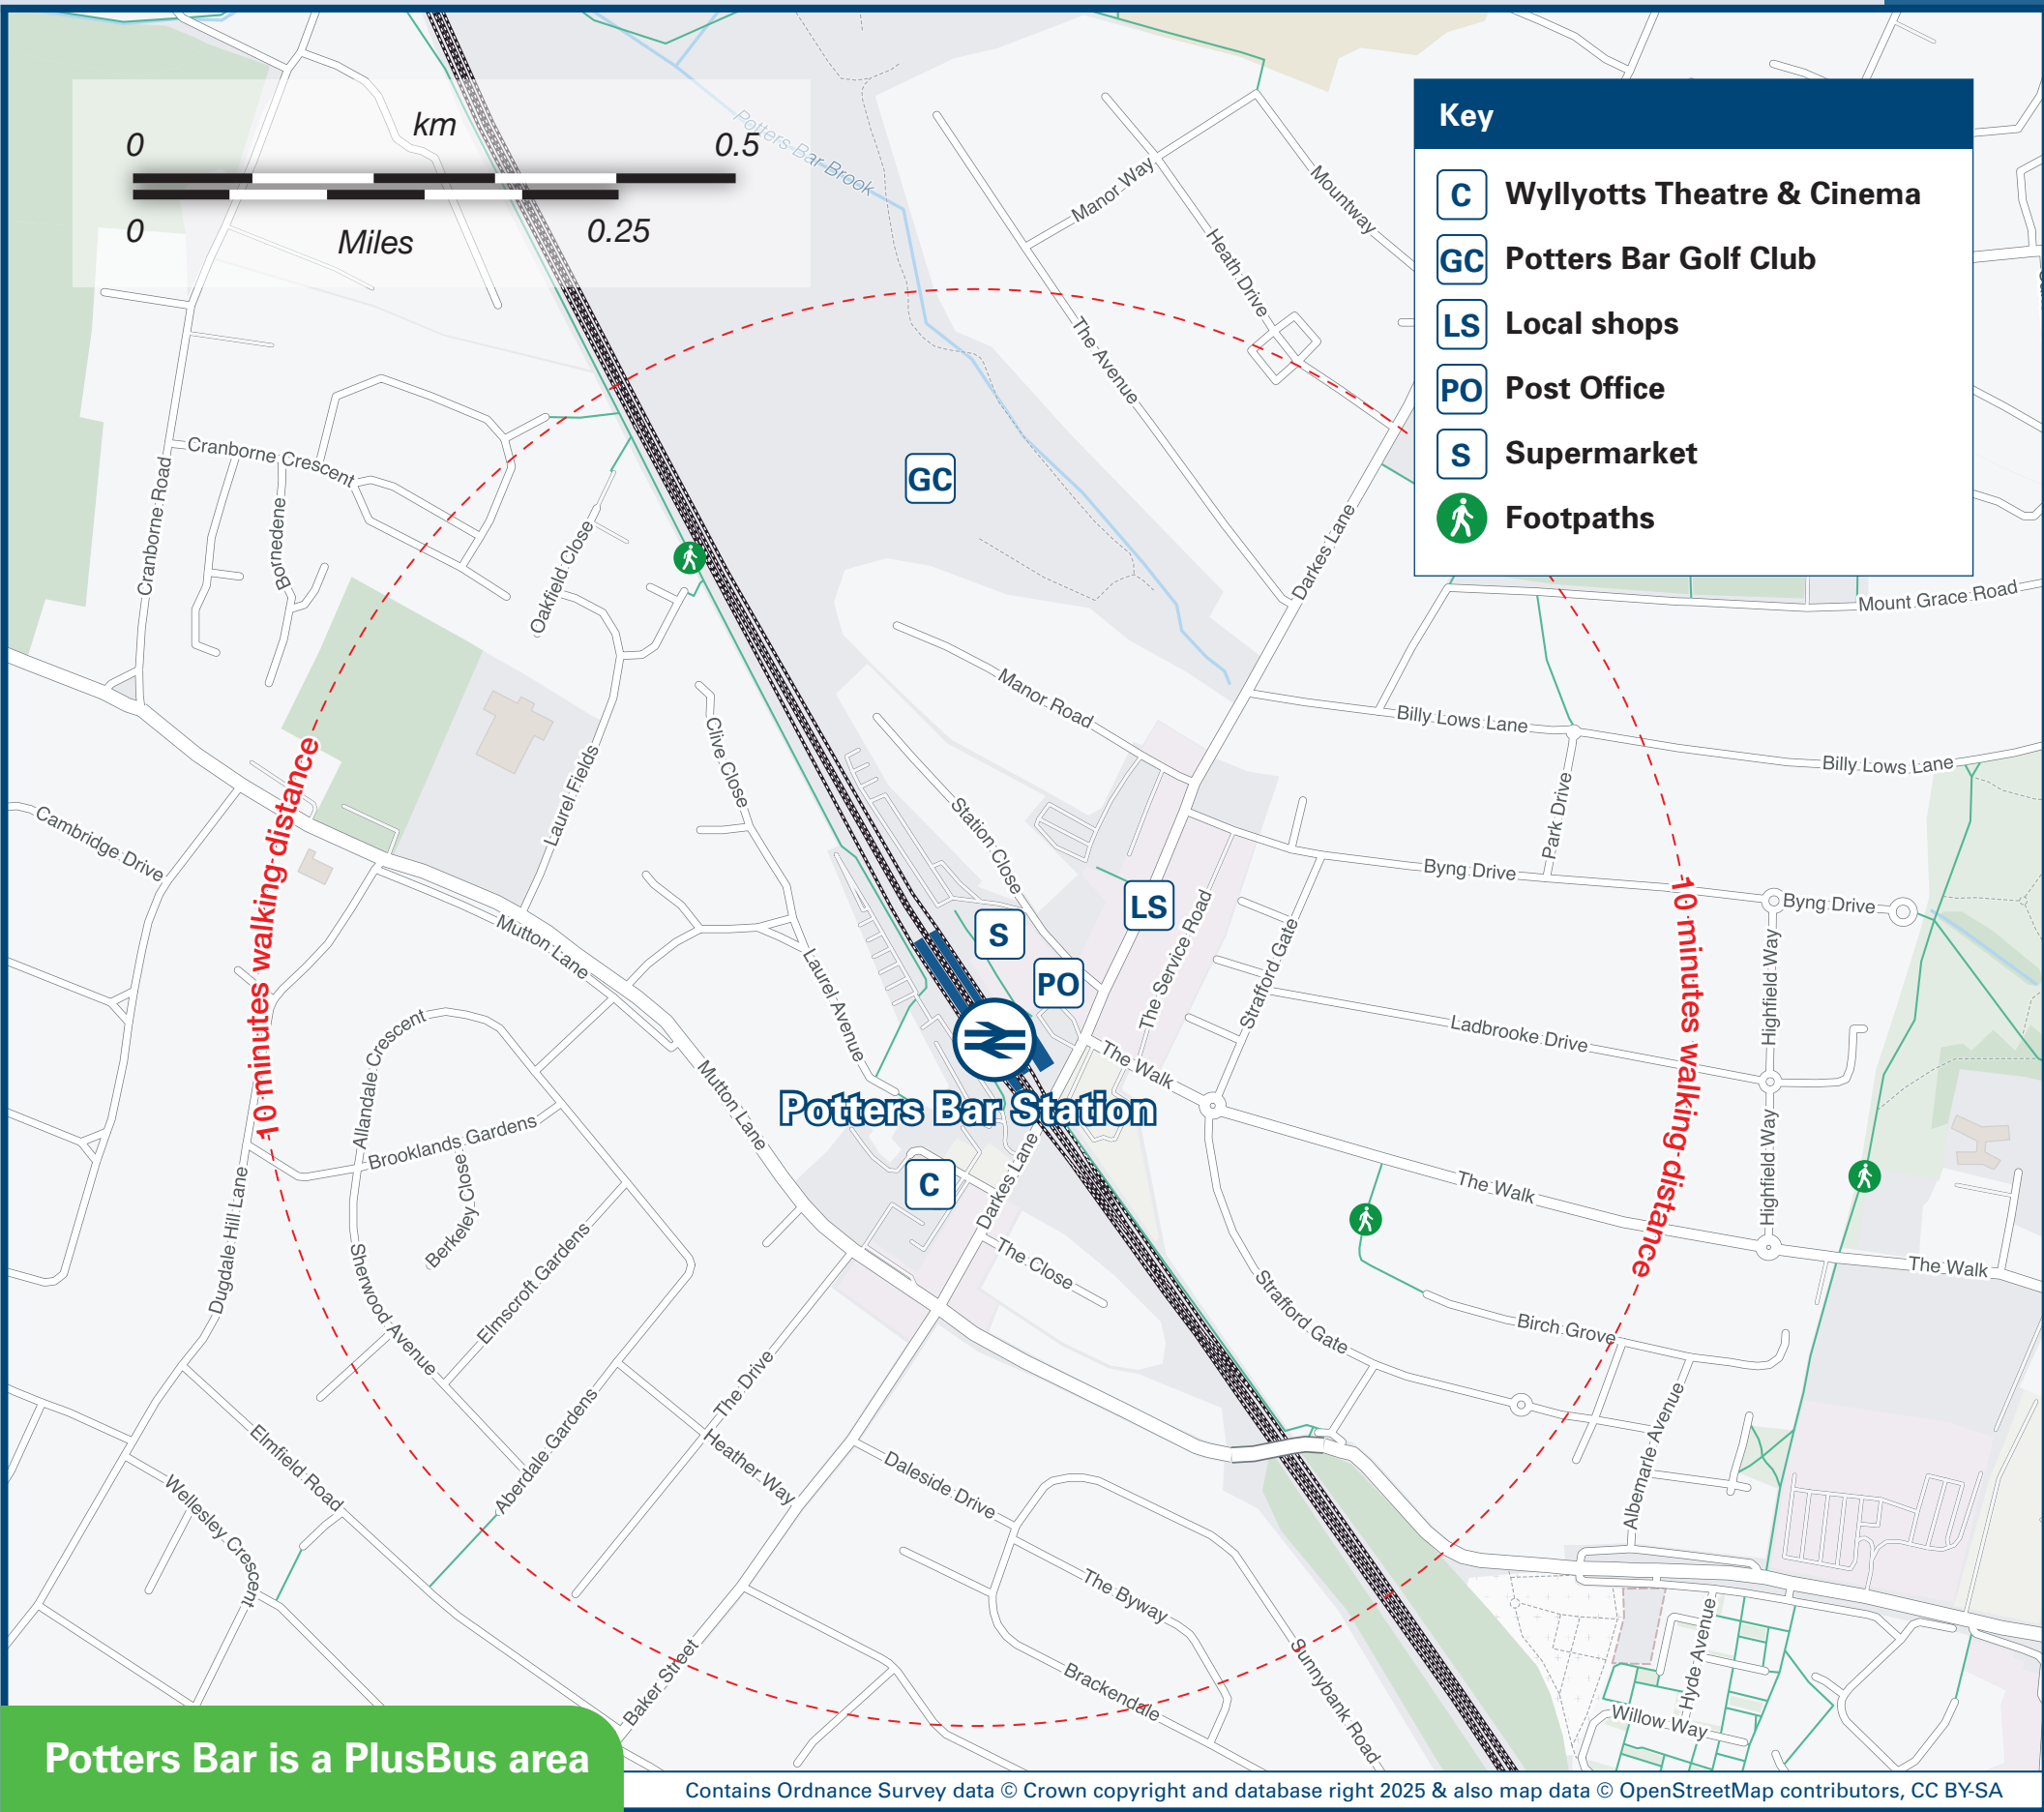 km
0
0.5
0
Miles
0.25
Potters Bar Brook
Key
C Wyllyotts Theatre & Cinema
GC Potters Bar Golf Club
LS Local shops
PO Post Office
S Supermarket
Footpaths
Manor Way
Mountway
Heath Drive
The Avenue
Cranborne Crescent
Cranborne Road
Bornedene
Oakfield Close
GC
Darkes Lane
Mount Grace Road
Manor Road
Billy Lows Lane
Billy Lows Lane
Clive Close
Laurel Fields
Station Close
Park Drive
Cambridge Drive
10 minutes walking distance
Byng Drive
Byng Drive
10 minutes walking distance
LS
S
PO
The Service Road
Strafford Gate
Highfield Way
Mutton Lane
Laurel Avenue
Ladbrooke Drive
Allandale Crescent
The Walk
Mutton Lane
Potters Bar Station
Brooklands Gardens
Berkeley Close
C
Darkes Lane
The Walk
Highfield Way
The Walk
Dugdale Hill Lane
Sherwood Avenue
Elmscroft Gardens
The Close
Strafford Gate
Birch Grove
The Drive
Heather Way
Aberdale Gardens
Elmfield Road
Wellesley Crescent
Daleside Drive
Albemarle Avenue
The Byway
Brackendale
Sunnybank Road
Baker Street
Hyde Avenue
Willow Way
Potters Bar is a PlusBus area
Contains Ordnance Survey data © Crown copyright and database right 2025 & also map data © OpenStreetMap contributors, CC BY-SA